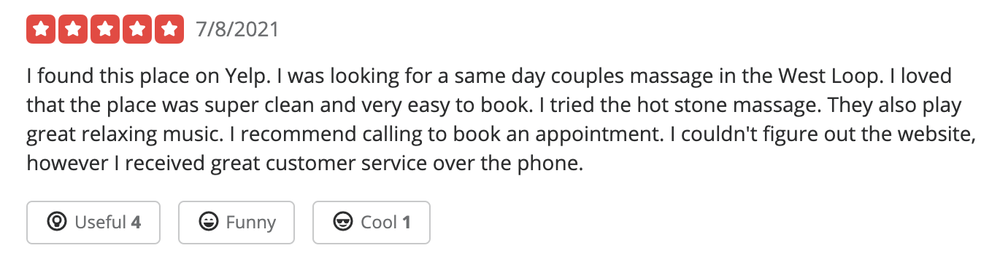 7/8/2021
I found this place on Yelp. I was looking for a same day couples massage in the West Loop. I loved
that the place was super clean and very easy to book. I tried the hot stone massage. They also play
great relaxing music. I recommend calling to book an appointment. I couldn't figure out the website,
however I received great customer service over the phone.
Useful 4 Funny Cool 1